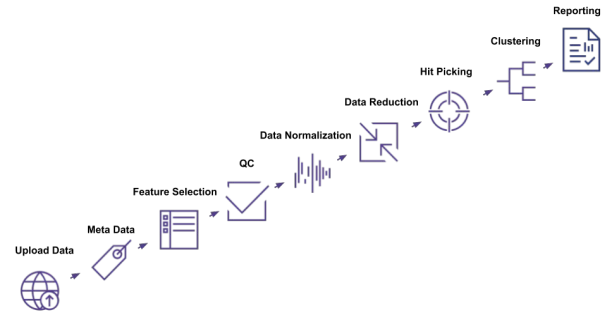 Upload Data
Meta Data
Feature Selection
QC
Data Normalization
Data Reduction
Hit Picking
Clustering
Reporting